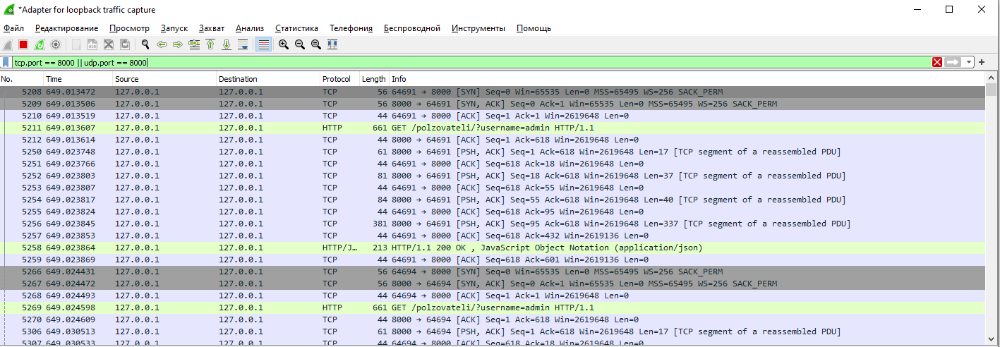 *Adapter for loopback traffic capture
Файл Редактирование Просмотр Запуск Захват Анализ Статистика Телефония Беспроводной Инструменты Помощь
tcp.port == 8000 || udp.port == 8000
No. Time Source Destination Protocol Length Info
5208 649.013472 127.0.0.1 127.0.0.1 TCP 56 64691 → 8000 [SYN] Seq=0 Win=65535 Len=0 MSS=65495 WS=256 SACK_PERM
5209 649.013506 127.0.0.1 127.0.0.1 TCP 56 8000 → 64691 [SYN, ACK] Seq=0 Ack=1 Win=65535 Len=0 MSS=65495 WS=256 SACK_PERM
5210 649.013519 127.0.0.1 127.0.0.1 TCP 44 64691 → 8000 [ACK] Seq=1 Ack=1 Win=2619648 Len=0
5211 649.013607 127.0.0.1 127.0.0.1 HTTP 661 GET /polzovateli/?username=admin HTTP/1.1
5212 649.013614 127.0.0.1 127.0.0.1 TCP 44 8000 → 64691 [ACK] Seq=1 Ack=618 Win=2619648 Len=0
5250 649.023748 127.0.0.1 127.0.0.1 TCP 61 8000 → 64691 [PSH, ACK] Seq=1 Ack=618 Win=2619648 Len=17 [TCP segment of a reassembled PDU]
5251 649.023766 127.0.0.1 127.0.0.1 TCP 44 64691 → 8000 [ACK] Seq=618 Ack=18 Win=2619648 Len=0
5252 649.023803 127.0.0.1 127.0.0.1 TCP 81 8000 → 64691 [PSH, ACK] Seq=18 Ack=618 Win=2619648 Len=37 [TCP segment of a reassembled PDU]
5253 649.023807 127.0.0.1 127.0.0.1 TCP 44 64691 → 8000 [ACK] Seq=618 Ack=55 Win=2619648 Len=0
5254 649.023817 127.0.0.1 127.0.0.1 TCP 84 8000 → 64691 [PSH, ACK] Seq=55 Ack=618 Win=2619648 Len=40 [TCP segment of a reassembled PDU]
5255 649.023824 127.0.0.1 127.0.0.1 TCP 44 64691 → 8000 [ACK] Seq=618 Ack=95 Win=2619648 Len=0
5256 649.023845 127.0.0.1 127.0.0.1 TCP 381 8000 → 64691 [PSH, ACK] Seq=95 Ack=618 Win=2619648 Len=337 [TCP segment of a reassembled PDU]
5257 649.023853 127.0.0.1 127.0.0.1 TCP 44 64691 → 8000 [ACK] Seq=618 Ack=432 Win=2619136 Len=0
5258 649.023864 127.0.0.1 127.0.0.1 HTTP/J… 213 HTTP/1.1 200 OK , JavaScript Object Notation (application/json)
5259 649.023869 127.0.0.1 127.0.0.1 TCP 44 64691 → 8000 [ACK] Seq=618 Ack=601 Win=2619136 Len=0
5266 649.024431 127.0.0.1 127.0.0.1 TCP 56 64694 → 8000 [SYN] Seq=0 Win=65535 Len=0 MSS=65495 WS=256 SACK_PERM
5267 649.024472 127.0.0.1 127.0.0.1 TCP 56 8000 → 64694 [SYN, ACK] Seq=0 Ack=1 Win=65535 Len=0 MSS=65495 WS=256 SACK_PERM
5268 649.024493 127.0.0.1 127.0.0.1 TCP 44 64694 → 8000 [ACK] Seq=1 Ack=1 Win=2619648 Len=0
5269 649.024598 127.0.0.1 127.0.0.1 HTTP 661 GET /polzovateli/?username=admin HTTP/1.1
5270 649.024609 127.0.0.1 127.0.0.1 TCP 44 8000 → 64694 [ACK] Seq=1 Ack=618 Win=2619648 Len=0
5306 649.030513 127.0.0.1 127.0.0.1 TCP 61 8000 → 64694 [PSH, ACK] Seq=1 Ack=618 Win=2619648 Len=17 [TCP segment of a reassembled PDU]
5307 649.030533 127.0.0.1 127.0.0.1 TCP 44 64694 → 8000 [ACK] Seq=618 Ack=18 Win=2619648 Len=0